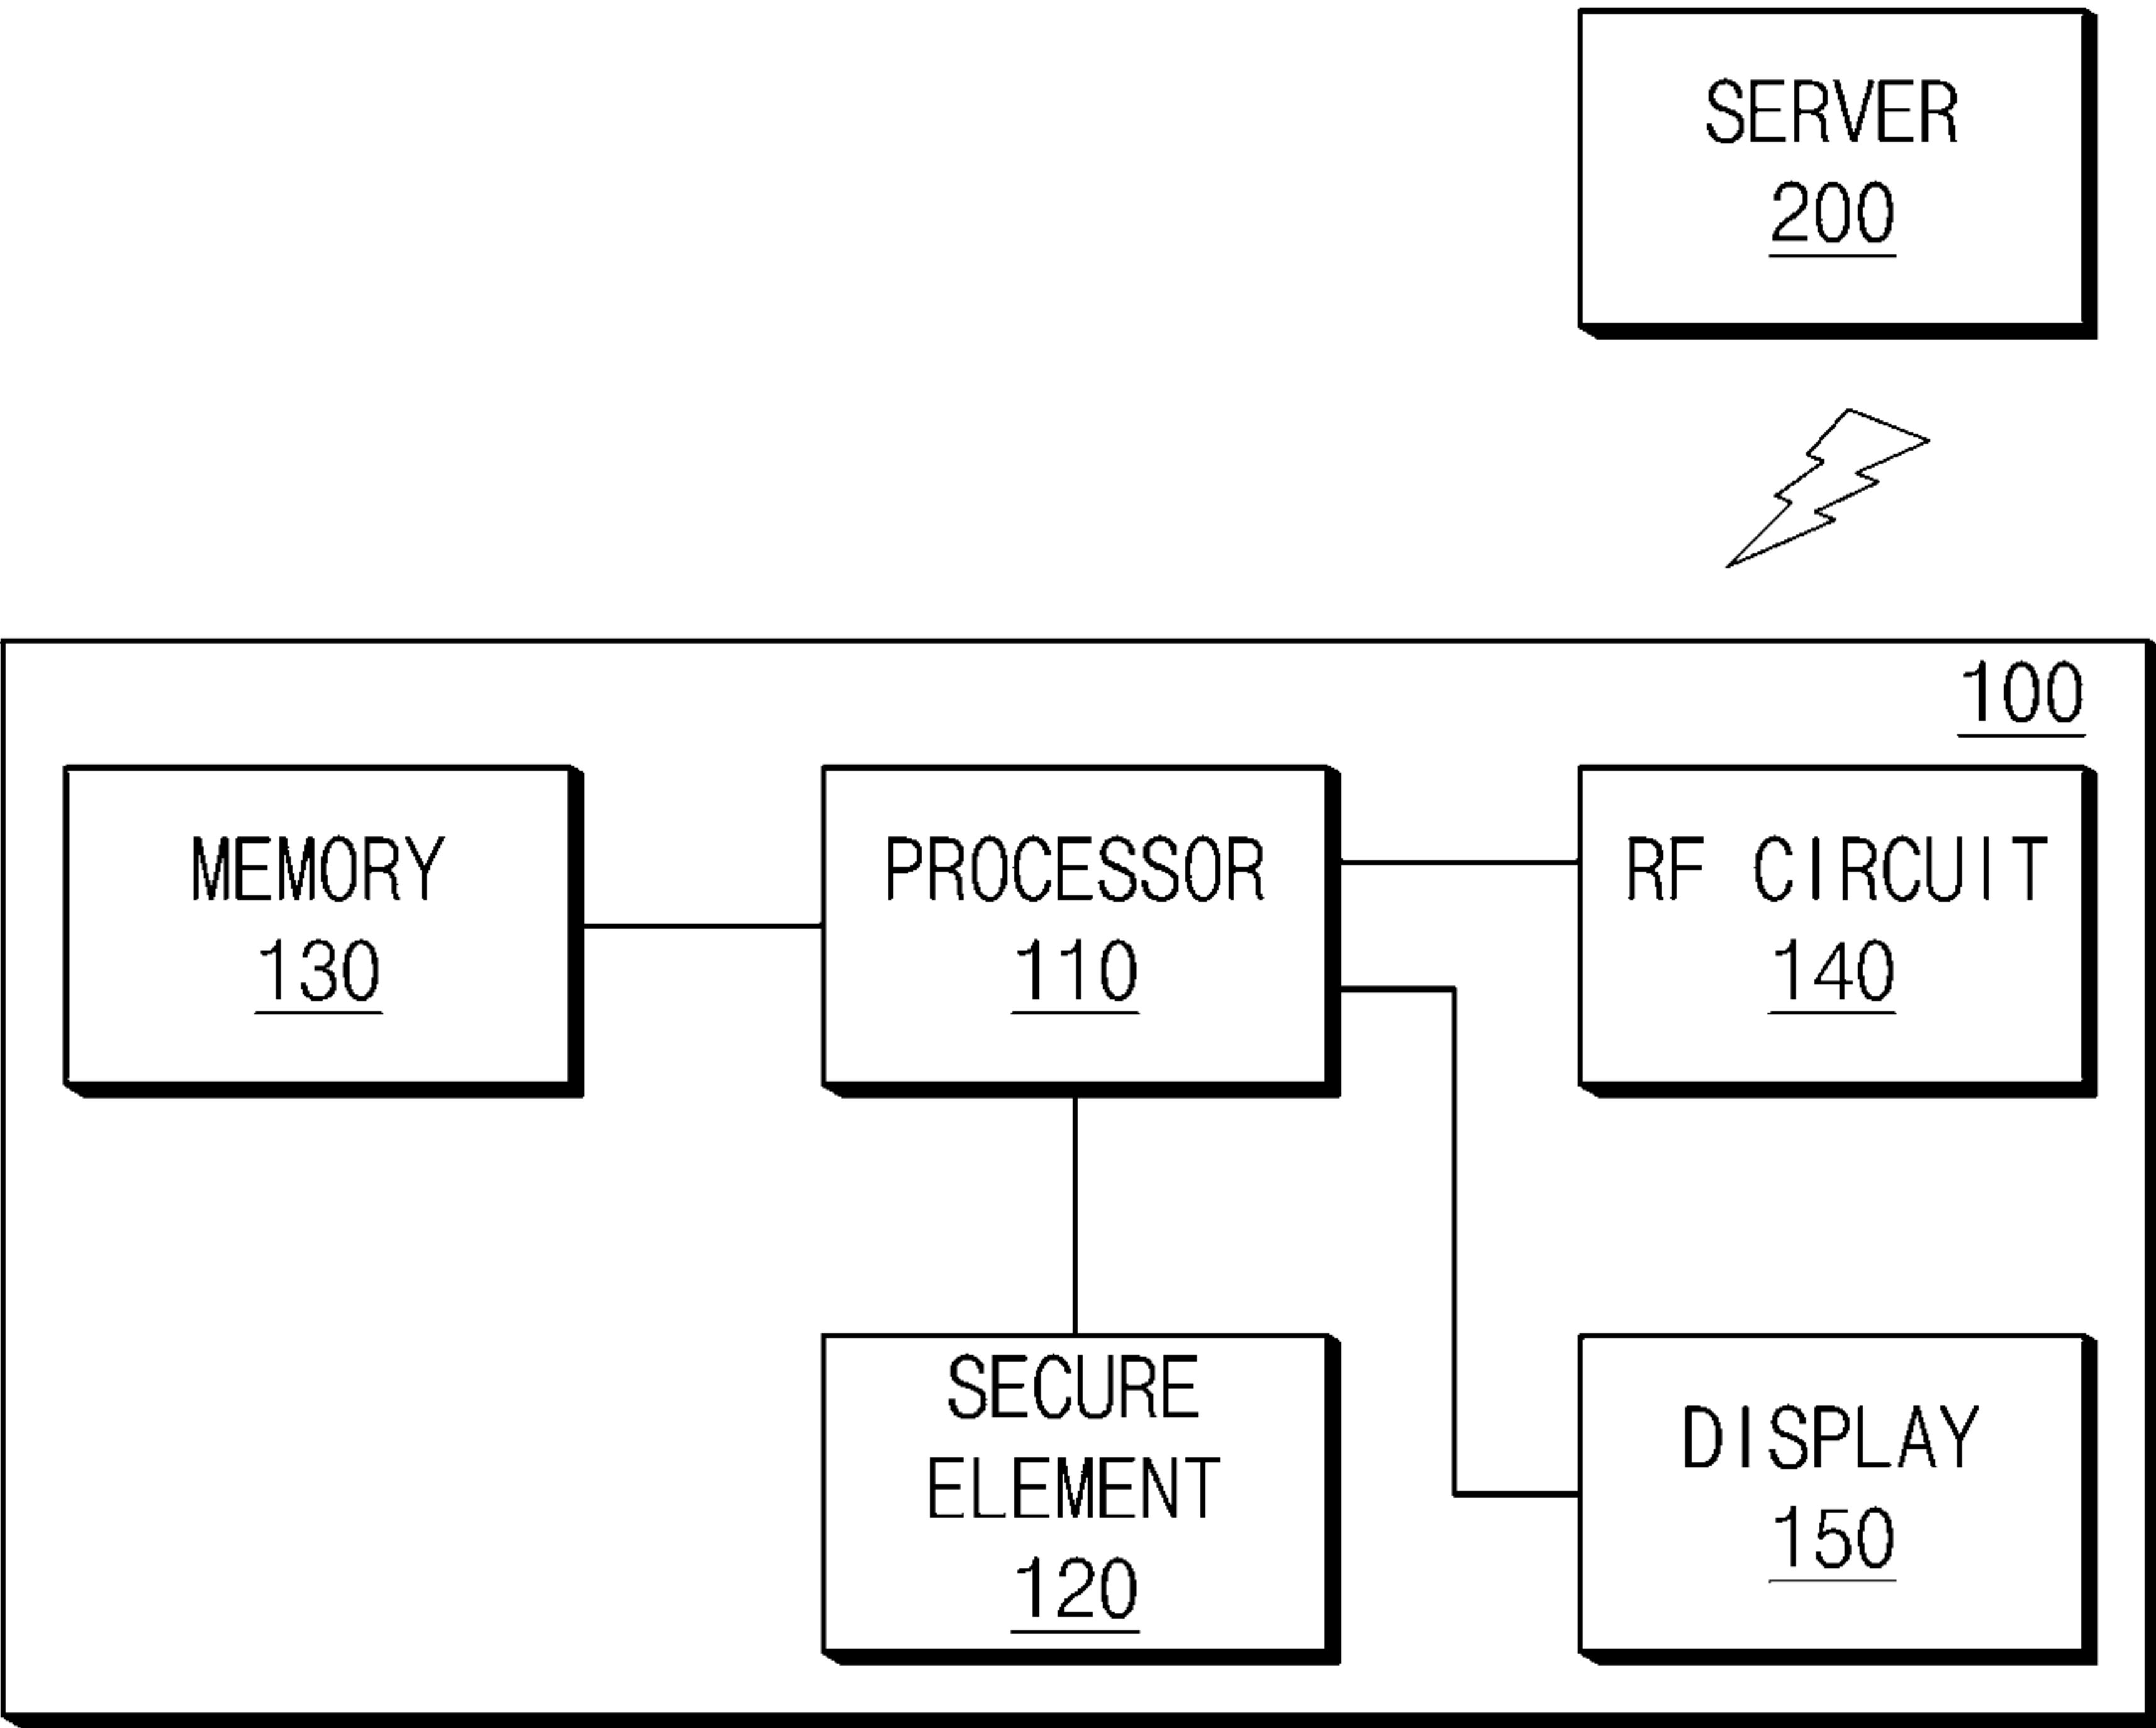 SERVER
200
100
MEMORY
130
PROCESSOR
110
RF CIRCUIT
140
SECURE
ELEMENT
120
DISPLAY
150